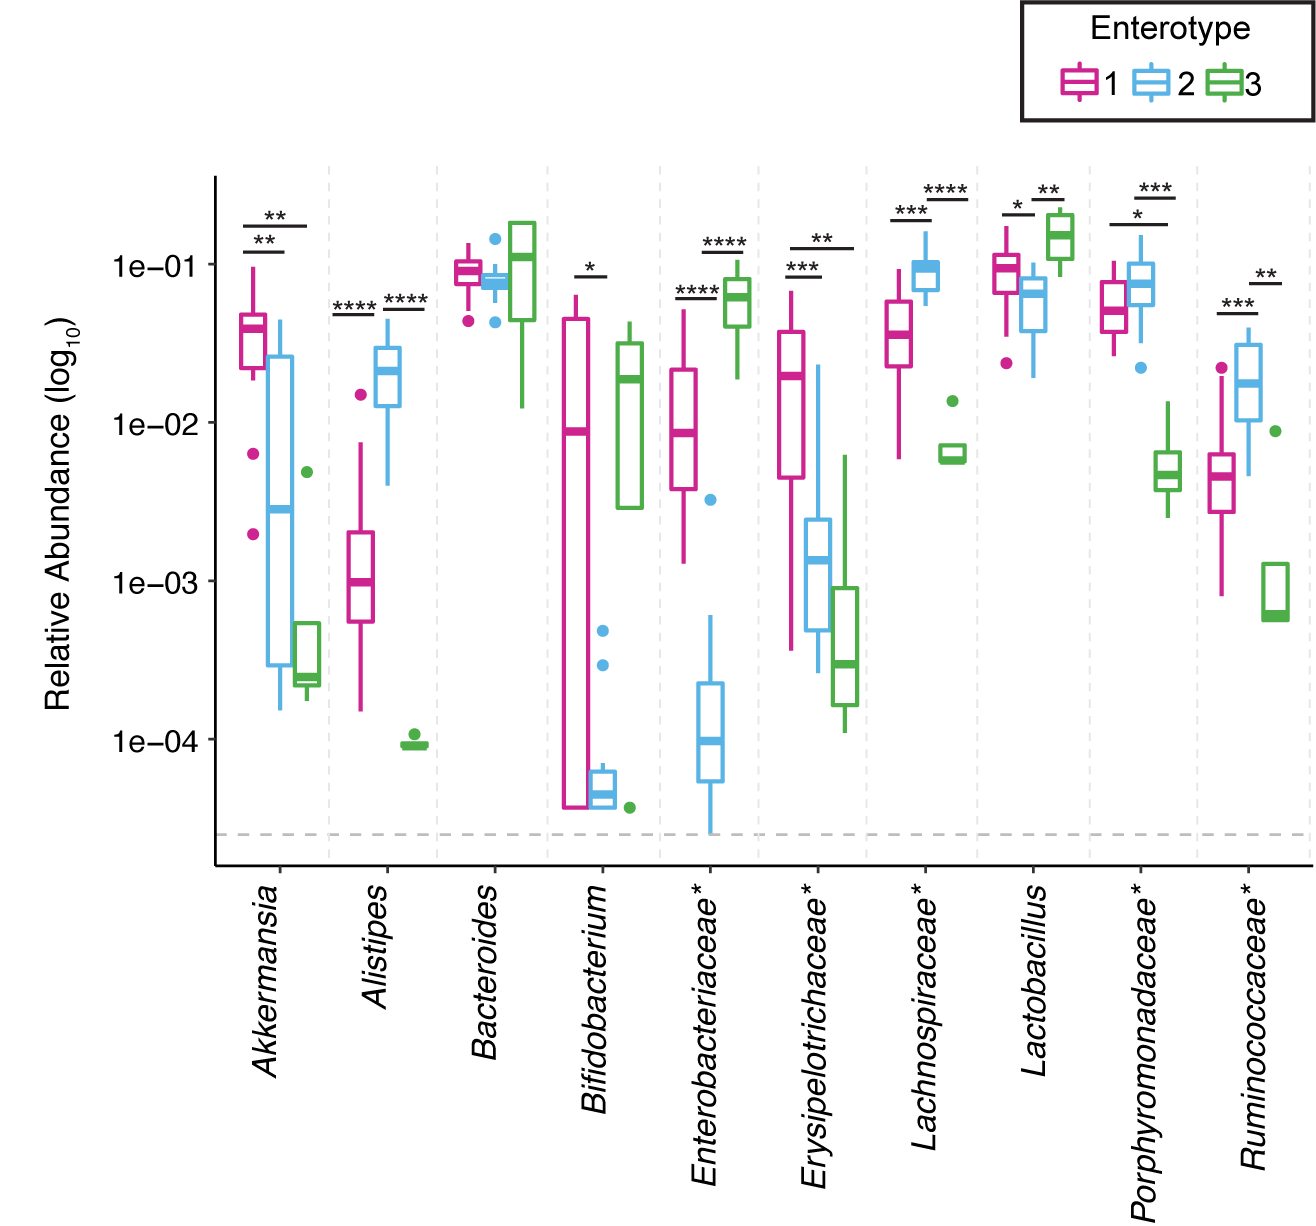 Enterotype
1 2 3
** ** **** **** * **** **** *** ** *** **** * ** * *** *** **
Relative Abundance (log10)
1e−01
1e−02
1e−03
1e−04
Akkermansia
Alistipes
Bacteroides
Bifidobacterium
Enterobacteriaceae*
Erysipelotrichaceae*
Lachnospiraceae*
Lactobacillus
Porphyromonadaceae*
Ruminococcaceae*